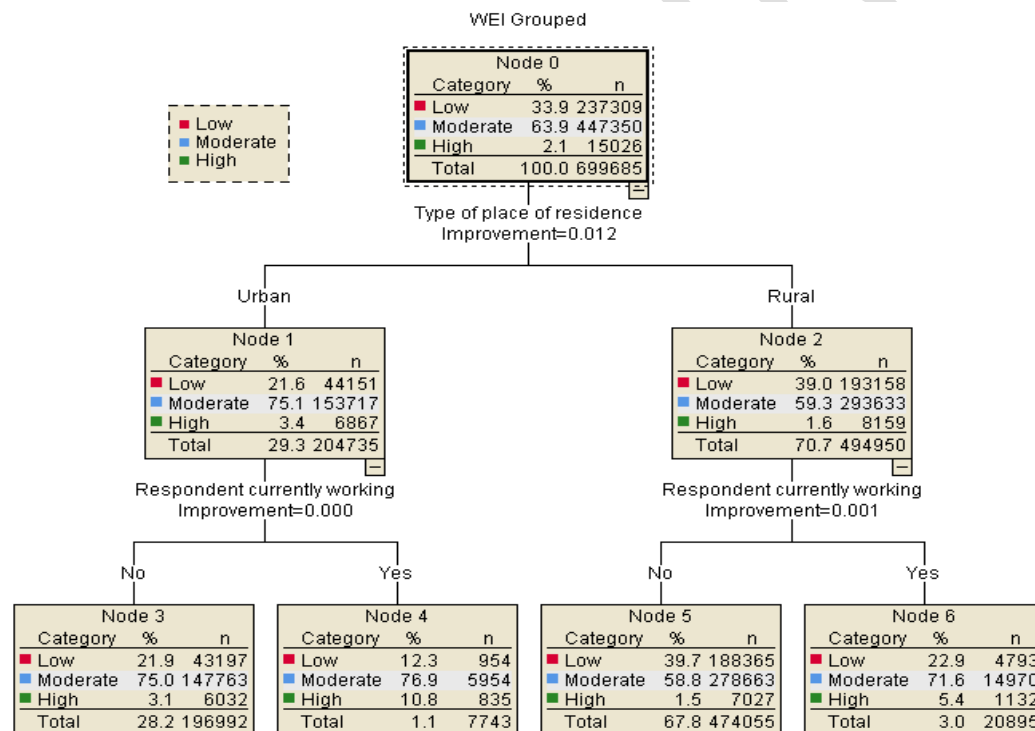 WEI Grouped
Low
Moderate
High
Node 0
Category % n
Low 33.9 237309
Moderate 63.9 447350
High 2.1 15026
Total 100.0 699685
Type of place of residence
Improvement=0.012
Urban
Rural
Node 1
Category % n
Low 21.6 44151
Moderate 75.1 153717
High 3.4 6867
Total 29.3 204735
Node 2
Category % n
Low 39.0 193158
Moderate 59.3 293633
High 1.6 8159
Total 70.7 494950
Respondent currently working
Improvement=0.000
Respondent currently working
Improvement=0.001
No
Yes
No
Yes
Node 3
Category % n
Low 21.9 43197
Moderate 75.0 147763
High 3.1 6032
Total 28.2 196992
Node 4
Category % n
Low 12.3 954
Moderate 76.9 5954
High 10.8 835
Total 1.1 7743
Node 5
Category % n
Low 39.7 188365
Moderate 58.8 278663
High 1.5 7027
Total 67.8 474055
Node 6
Category % n
Low 22.9 4793
Moderate 71.6 14970
High 5.4 1132
Total 3.0 20895